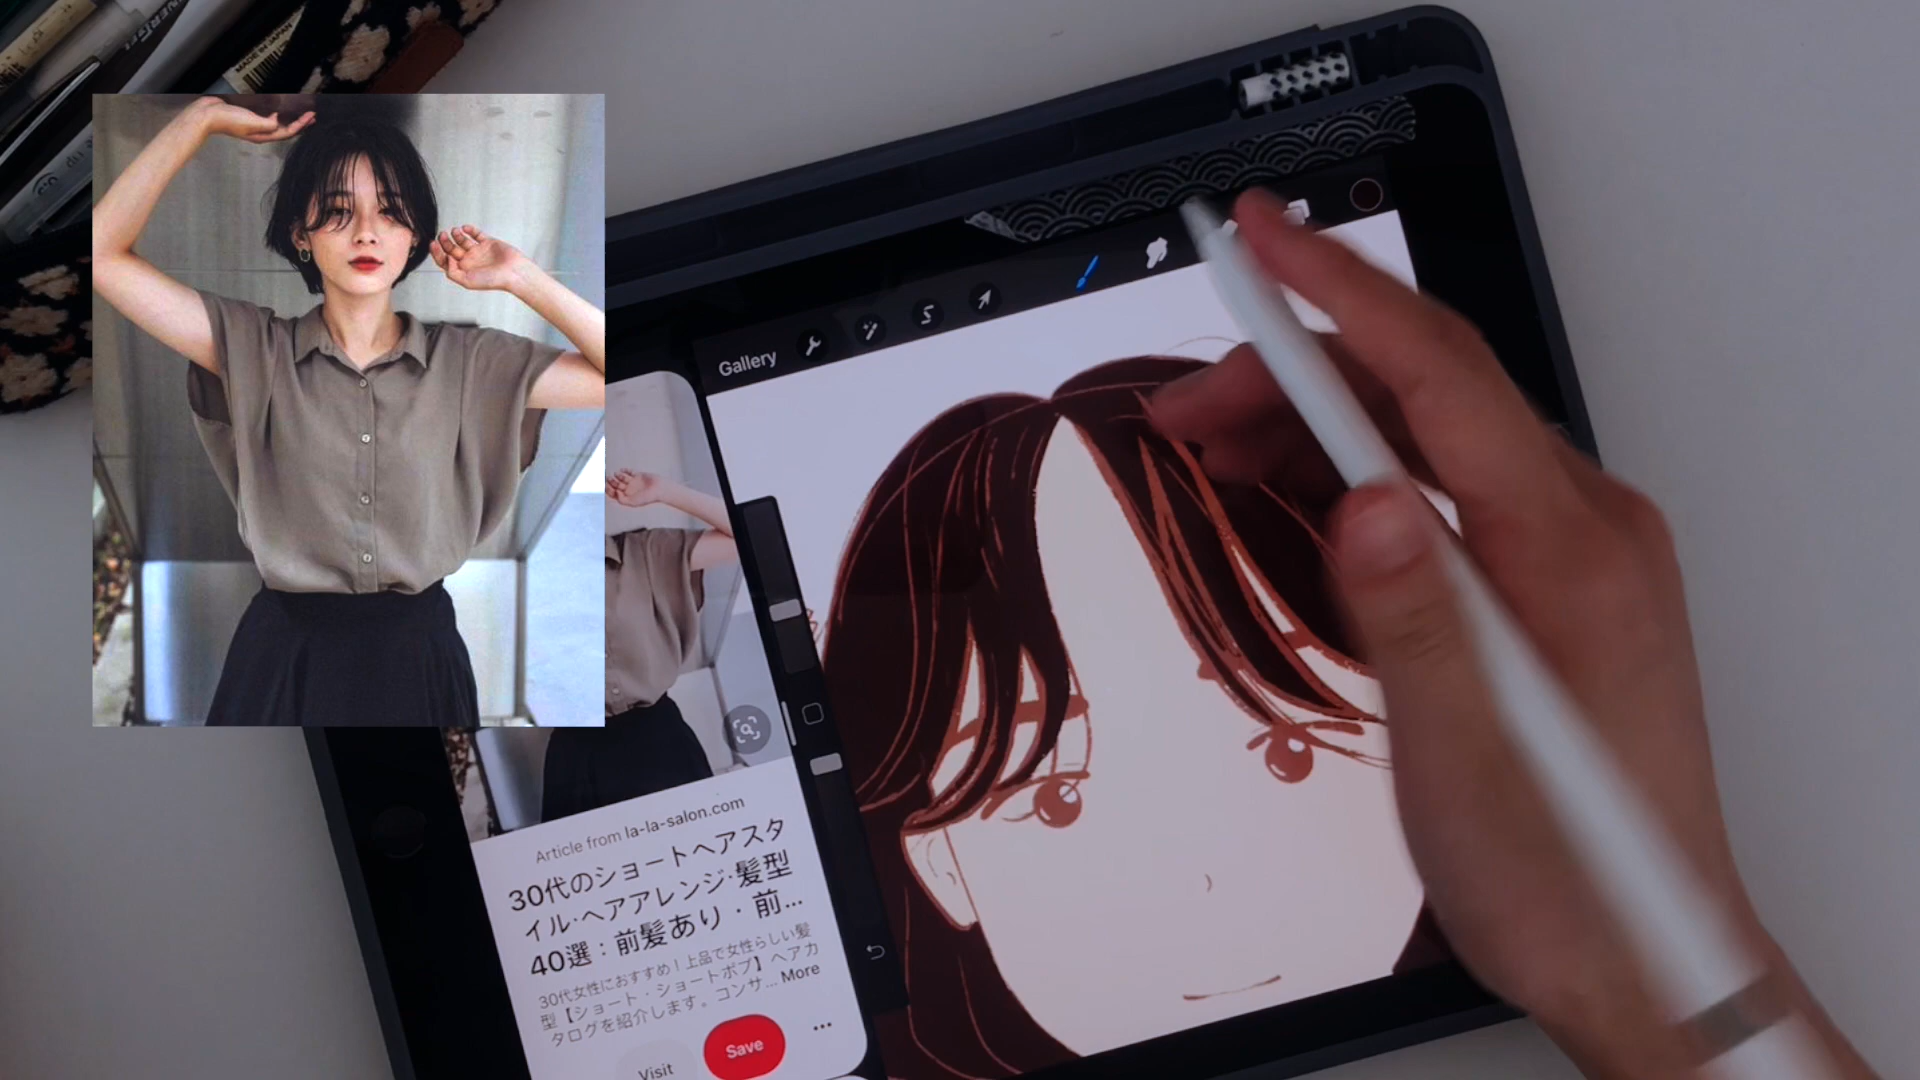 MADE IN JAPAN
Gallery
Article from la-la-salon.com
30代のショートヘアスタ
イル·ヘアアレンジ·髪型
40選：前髪あり・前...
30代女性におすすめ！上品で女性らしい髪
型【ショート・ショートボブ】ヘアカ
タログを紹介します。コンサ... More
Visit
Save